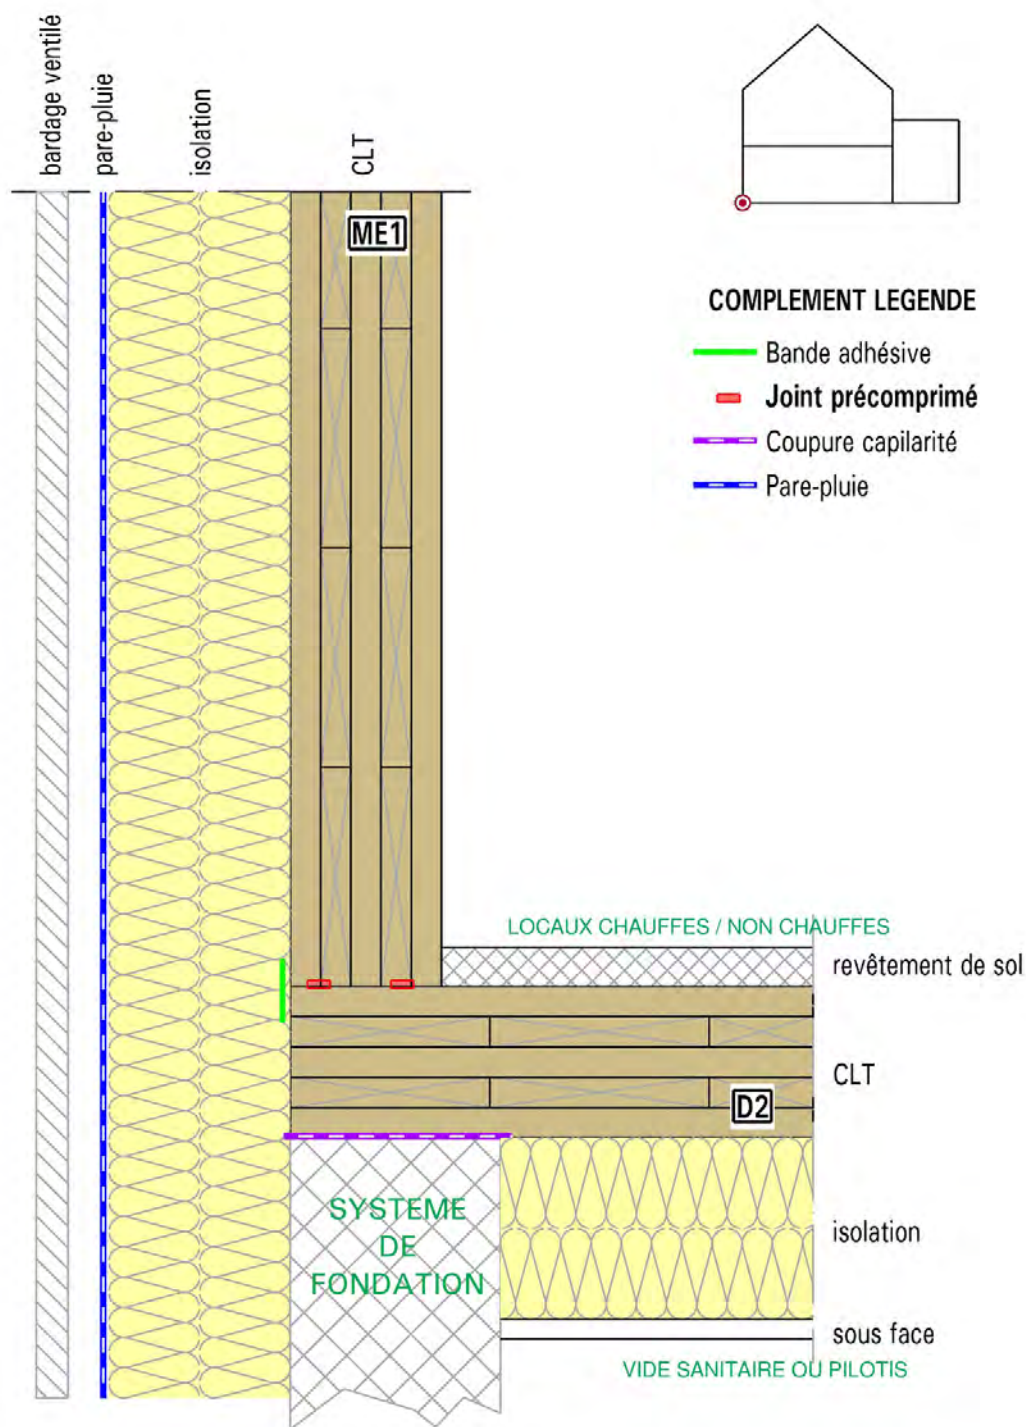 bardage ventilé
pare-pluie
isolation
CLT
ME1
COMPLEMENT LEGENDE
Bande adhésive
Joint précomprimé
Coupure capilarité
Pare-pluie
LOCAUX CHAUFFES / NON CHAUFFES
revêtement de sol
CLT
D2
SYSTEME
DE
FONDATION
isolation
sous face
VIDE SANITAIRE OU PILOTIS